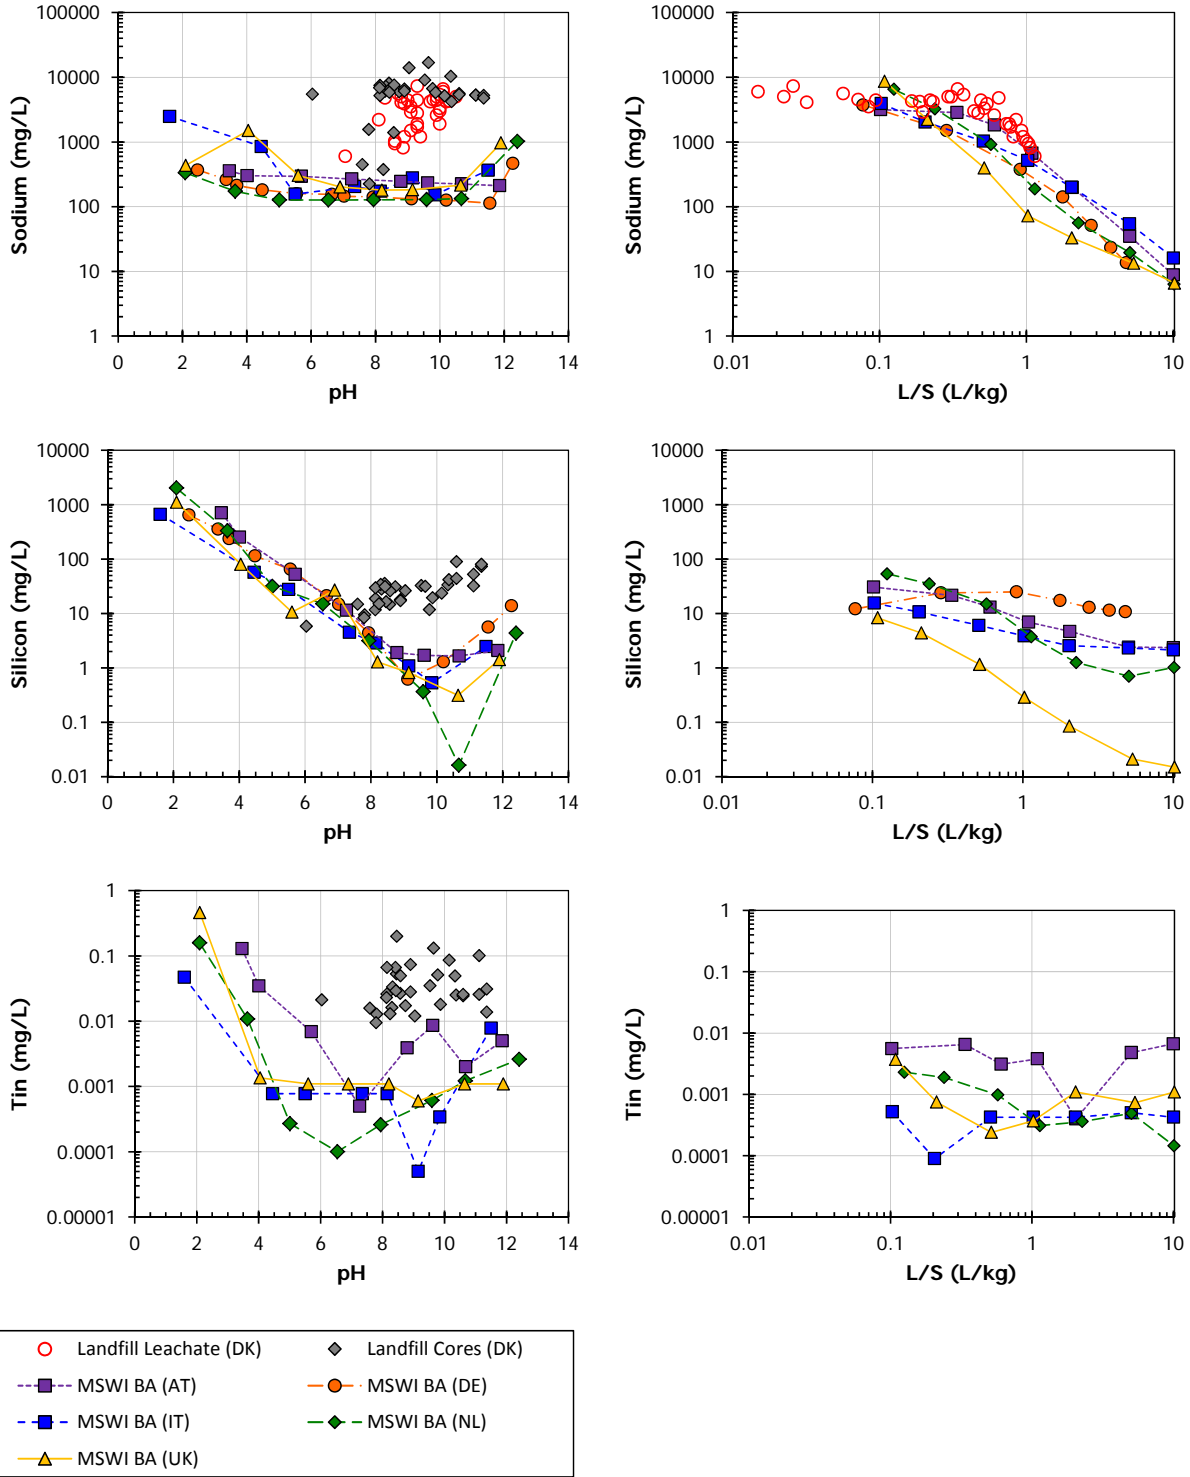 100000
10000
1000
100
10
1
Sodium (mg/L)
0 2 4 6 8 10 12 14
pH
100000
10000
1000
100
10
1
Sodium (mg/L)
0.01 0.1 1 10
L/S (L/kg)
10000
1000
100
10
1
0.1
0.01
Silicon (mg/L)
0 2 4 6 8 10 12 14
pH
10000
1000
100
10
1
0.1
0.01
Silicon (mg/L)
0.01 0.1 1 10
L/S (L/kg)
1
0.1
0.01
0.001
0.0001
0.00001
Tin (mg/L)
0 2 4 6 8 10 12 14
pH
1
0.1
0.01
0.001
0.0001
0.00001
Tin (mg/L)
0.01 0.1 1 10
L/S (L/kg)
Landfill Leachate (DK) Landfill Cores (DK)
MSWI BA (AT) MSWI BA (DE)
MSWI BA (IT) MSWI BA (NL)
MSWI BA (UK)